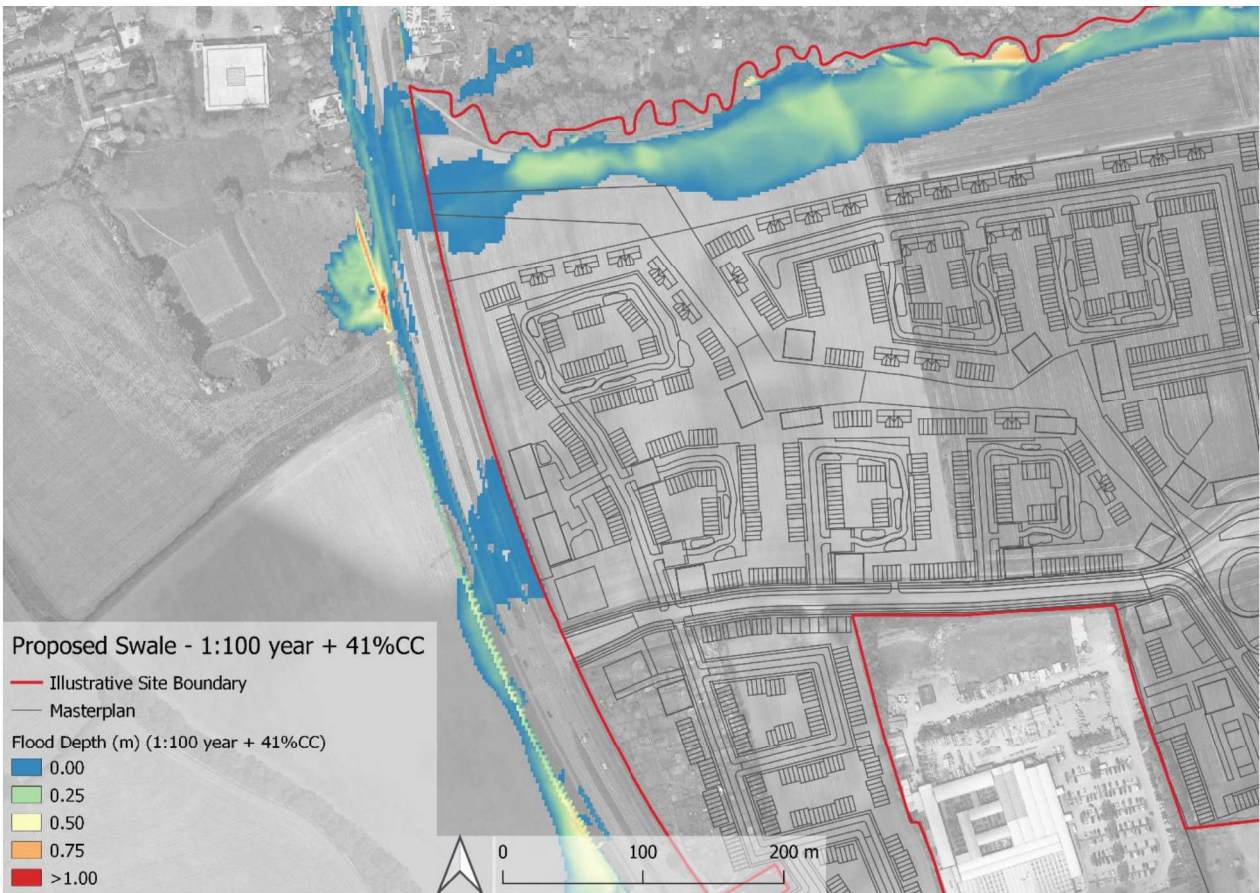 Proposed Swale - 1:100 year + 41%CC
Illustrative Site Boundary
Masterplan
Flood Depth (m) (1:100 year + 41%CC)
0.00
0.25
0.50
0.75
>1.00
0 100 200 m